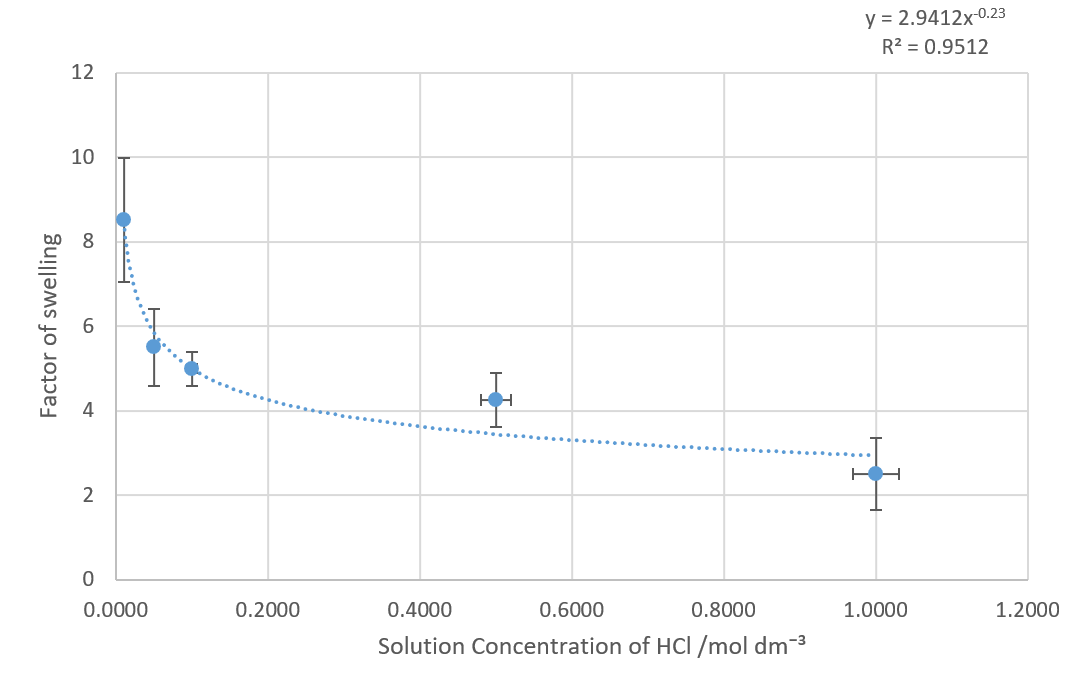 y = 2.9412x⁻⁰·²³
R² = 0.9512
12
10
8
6
4
2
0
Factor of swelling
0.0000 0.2000 0.4000 0.6000 0.8000 1.0000 1.2000
Solution Concentration of HCl /mol dm⁻³